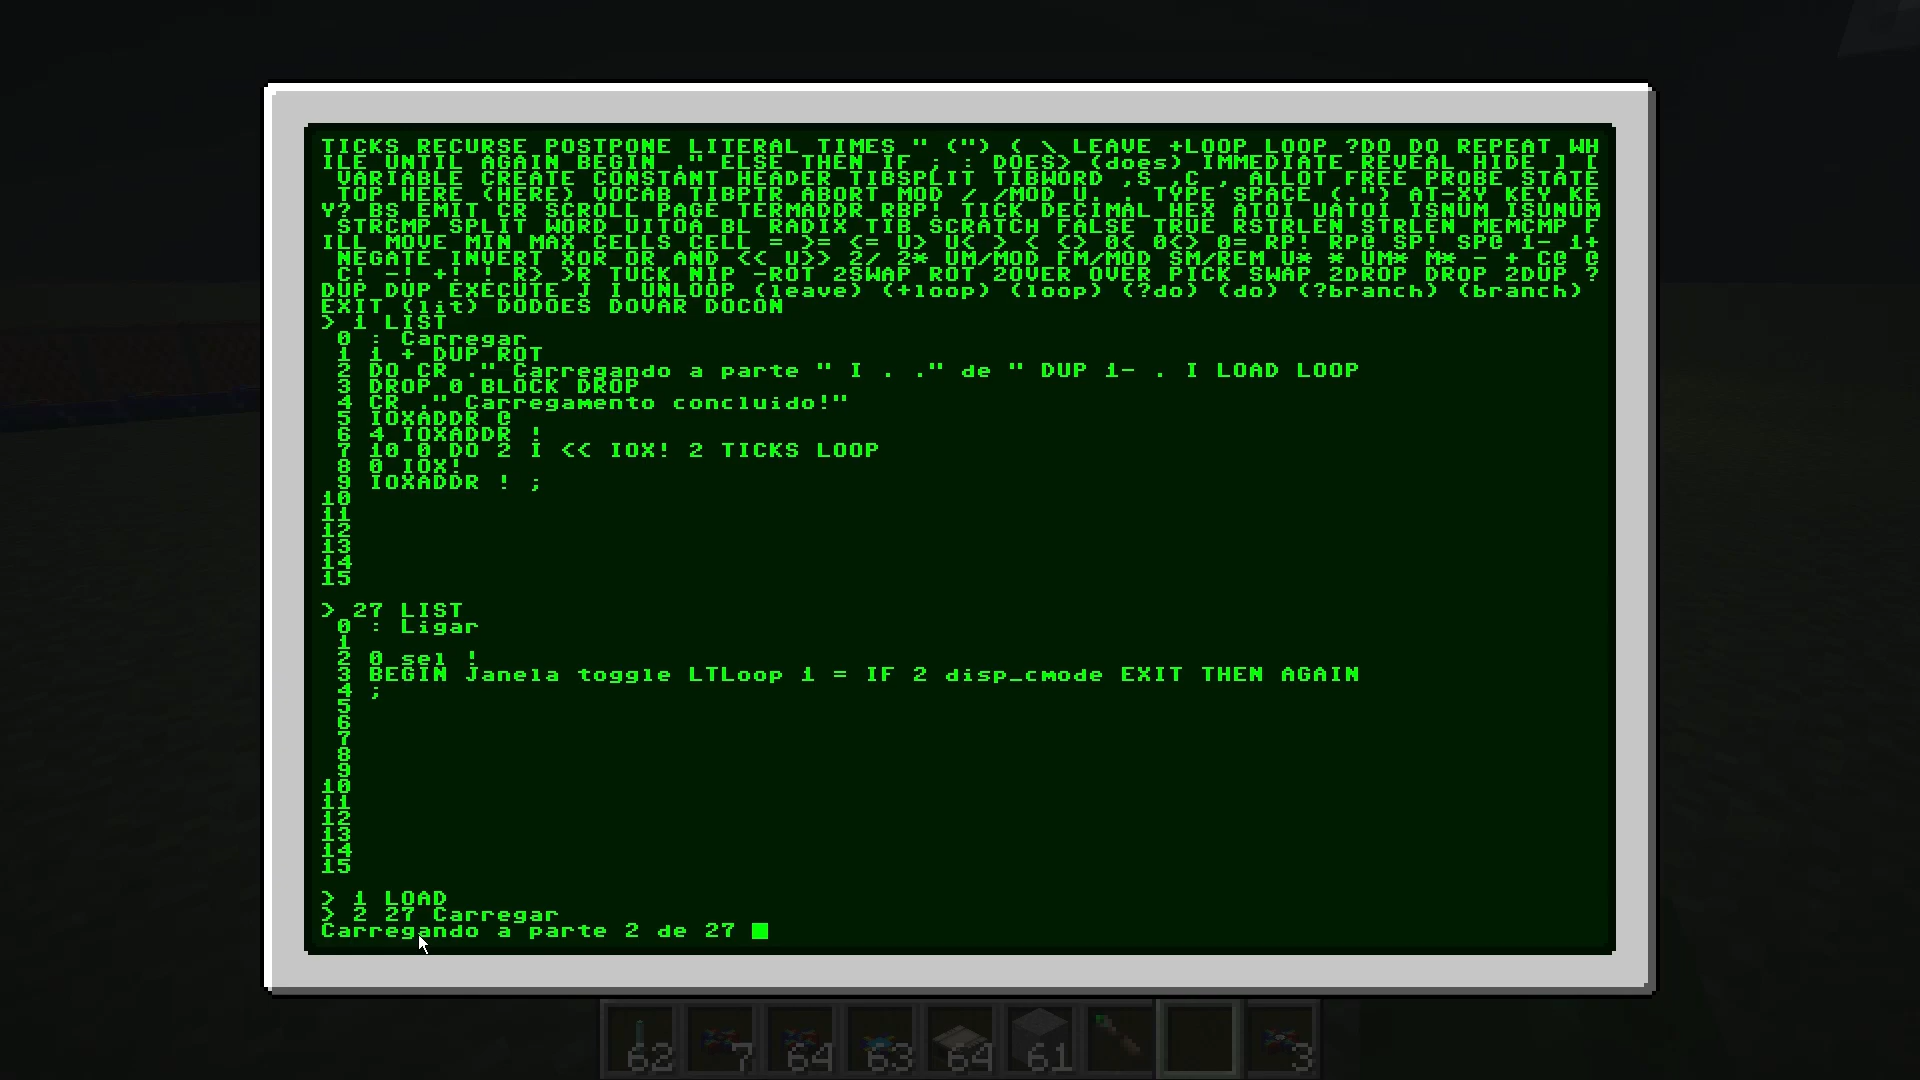 TICKS RECURSE POSTPONE LITERAL TIMES " (") ( \ LEAVE +LOOP LOOP ?DO DO REPEAT WH
ILE UNTIL AGAIN BEGIN ." ELSE THEN IF ; : DOES> (does) IMMEDIATE REVEAL HIDE ] [
 VARIABLE CREATE CONSTANT HEADER TIBSPLIT TIBWORD ,S ,C , ALLOT FREE PROBE STATE
 TOP HERE (HERE) VOCAB TIBPTR ABORT MOD / /MOD U. . TYPE SPACE (.") AT-XY KEY KE
Y? BS EMIT CR SCROLL PAGE TERMADDR RBP! TICK DECIMAL HEX ATOI UATOI ISNUM ISUNUM
 STRCMP SPLIT WORD UITOA BL RADIX TIB SCRATCH FALSE TRUE RSTRLEN STRLEN MEMCMP F
ILL MOVE MIN MAX CELLS CELL = >= <= U> U< > < <> 0< 0<> 0= RP! RP@ SP! SP@ 1- 1+
 NEGATE INVERT XOR OR AND << U>> 2/ 2* UM/MOD FM/MOD SM/REM U* * UM* M* - + C@ @
 C! -! +! ! R> >R TUCK NIP -ROT 2SWAP ROT 2OVER OVER PICK SWAP 2DROP DROP 2DUP ?
DUP DUP EXECUTE J I UNLOOP (leave) (+loop) (loop) (?do) (do) (?branch) (branch)
EXIT (lit) DODOES DOVAR DOCON
> 1 LIST
0 : Carregar
1 1 + DUP ROT
2 DO CR ." Carregando a parte " I . ." de " DUP 1- . I LOAD LOOP
3 DROP 0 BLOCK DROP
4 CR ." Carregamento concluido!"
5 IOXADDR @
6 4 IOXADDR !
7 10 0 DO 2 I << IOX! 2 TICKS LOOP
8 0 IOX!
9 IOXADDR ! ;
10
11
12
13
14
15
> 27 LIST
0 : Ligar
1
2 0 sel !
3 BEGIN Janela toggle LTLoop 1 = IF 2 disp_cmode EXIT THEN AGAIN
4 ;
5
6
7
8
9
10
11
12
13
14
15
> 1 LOAD
> 2 27 Carregar
Carregando a parte 2 de 27
62 7 64 63 64 61 3